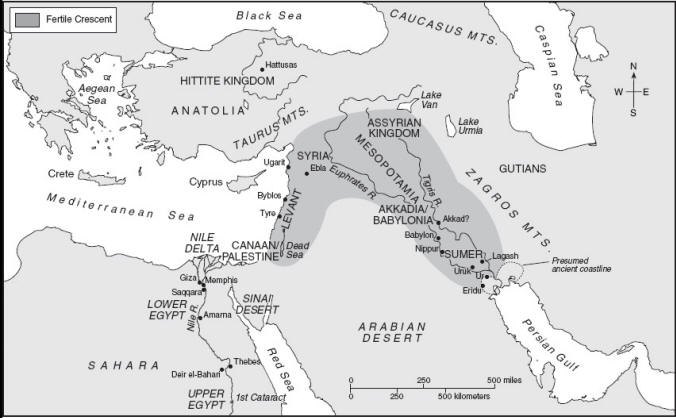 Fertile Crescent
Black Sea
CAUCASUS MTS.
Caspian Sea
N
W E
S
Hattusas
HITTITE KINGDOM
or
Aegean
Sea
ANATOLIA
TAURUS MTS.
Lake
Van
Lake
Urmia
ASSYRIAN
KINGDOM
MESOPOTAMIA
Ugarit
SYRIA
Ebla
Euphrates R.
Tigris R.
ZAGROS MTS.
GUTIANS
Crete
Cyprus
Mediterranean Sea
Byblos
Tyre
LEVANT
AKKADIA/
BABYLONIA
Akkad?
Babylon
Nippur
SUMER
Lagash
Uruk
Ur
Eridu
Presumed
ancient coastline
NILE
DELTA
CANAAN/
PALESTINE
Dead
Sea
Giza
Memphis
Saqqara
LOWER
EGYPT
Nile R.
Amarna
SINAI
DESERT
ARABIAN
DESERT
Persian Gulf
SAHARA
Thebes
Deir el-Bahari
Red Sea
UPPER
EGYPT
1st Cataract
0 250 500 miles
0 250 500 kilometers